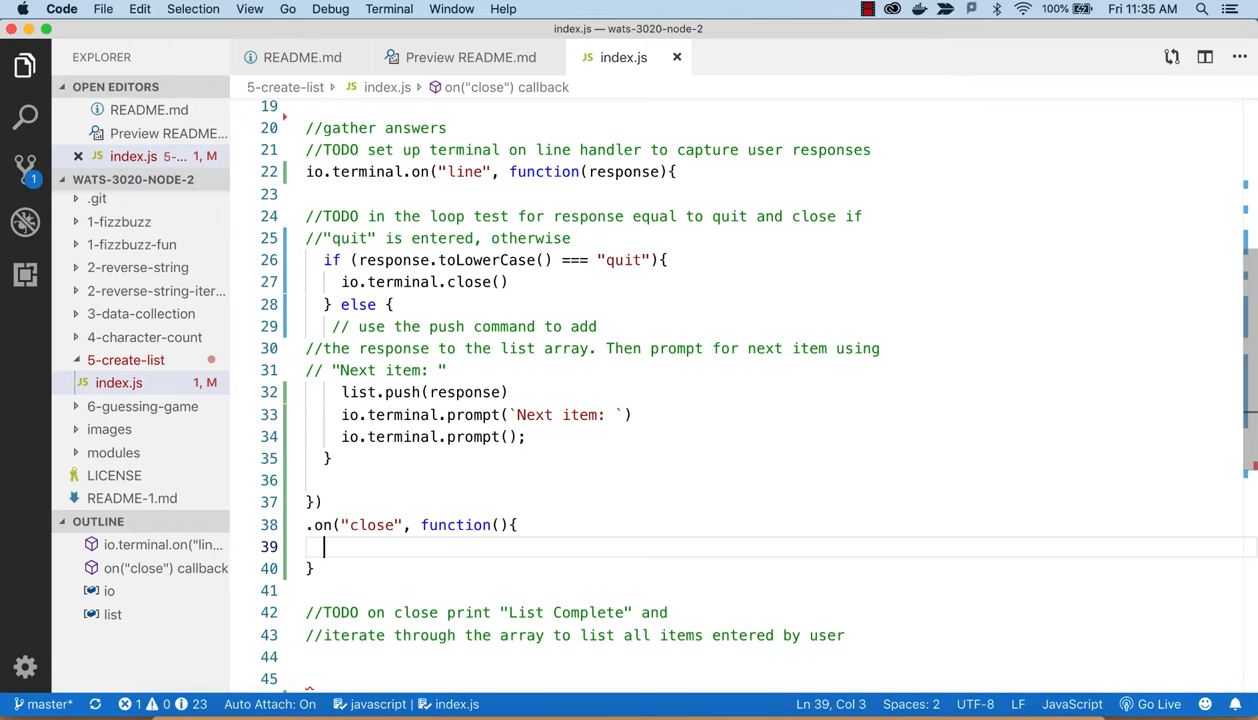 Code File Edit Selection View Go Debug Terminal Window Help 100% Fri 11:35 AM
index.js — wats-3020-node-2
EXPLORER
README.md
Preview README.md
JS index.js
5-create-list JS index.js on("close") callback
OPEN EDITORS
README.md
Preview README...
JS index.js 5-... 1, M
WATS-3020-NODE-2
.git
1-fizzbuzz
1-fizzbuzz-fun
2-reverse-string
2-reverse-string-iter...
3-data-collection
4-character-count
5-create-list
JS index.js 1, M
6-guessing-game
images
modules
LICENSE
README-1.md
OUTLINE
io.terminal.on("lin...
on("close") callback
io
list
19
20 //gather answers
21 //TODO set up terminal on line handler to capture user responses
22 io.terminal.on("line", function(response){
23
24 //TODO in the loop test for response equal to quit and close if
25 //"quit" is entered, otherwise
26 if (response.toLowerCase() === "quit"){
27 io.terminal.close()
28 } else {
29 // use the push command to add
30 //the response to the list array. Then prompt for next item using
31 // "Next item: "
32 list.push(response)
33 io.terminal.prompt(`Next item: `)
34 io.terminal.prompt();
35 }
36
37 })
38 .on("close", function(){
39
40 }
41
42 //TODO on close print "List Complete" and
43 //iterate through the array to list all items entered by user
44
45
master* 1 0 23 Auto Attach: On javascript | index.js Ln 39, Col 3 Spaces: 2 UTF-8 LF JavaScript Go Live
1